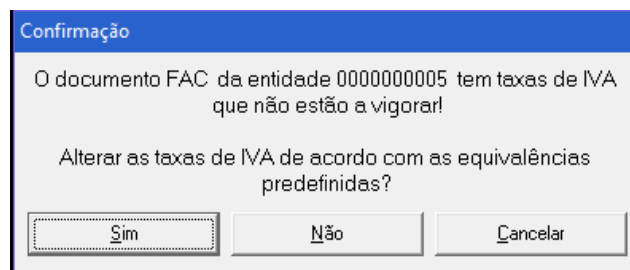 Confirmação
O documento FAC da entidade 0000000005 tem taxas de IVA
que não estão a vigorar!
Alterar as taxas de IVA de acordo com as equivalências
predefinidas?
Sim Não Cancelar